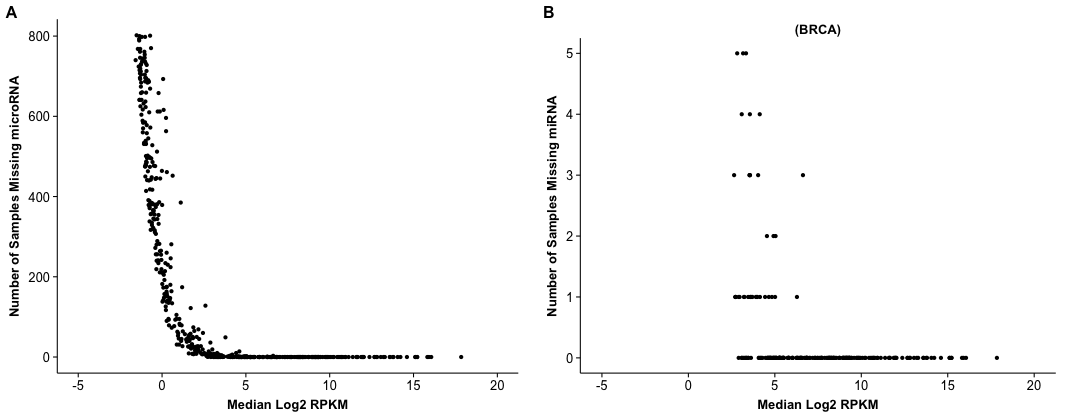 A
Number of Samples Missing microRNA
800
600
400
200
0
-5 0 5 10 15 20
Median Log2 RPKM
B
(BRCA)
Number of Samples Missing miRNA
5
4
3
2
1
0
-5 0 5 10 15 20
Median Log2 RPKM